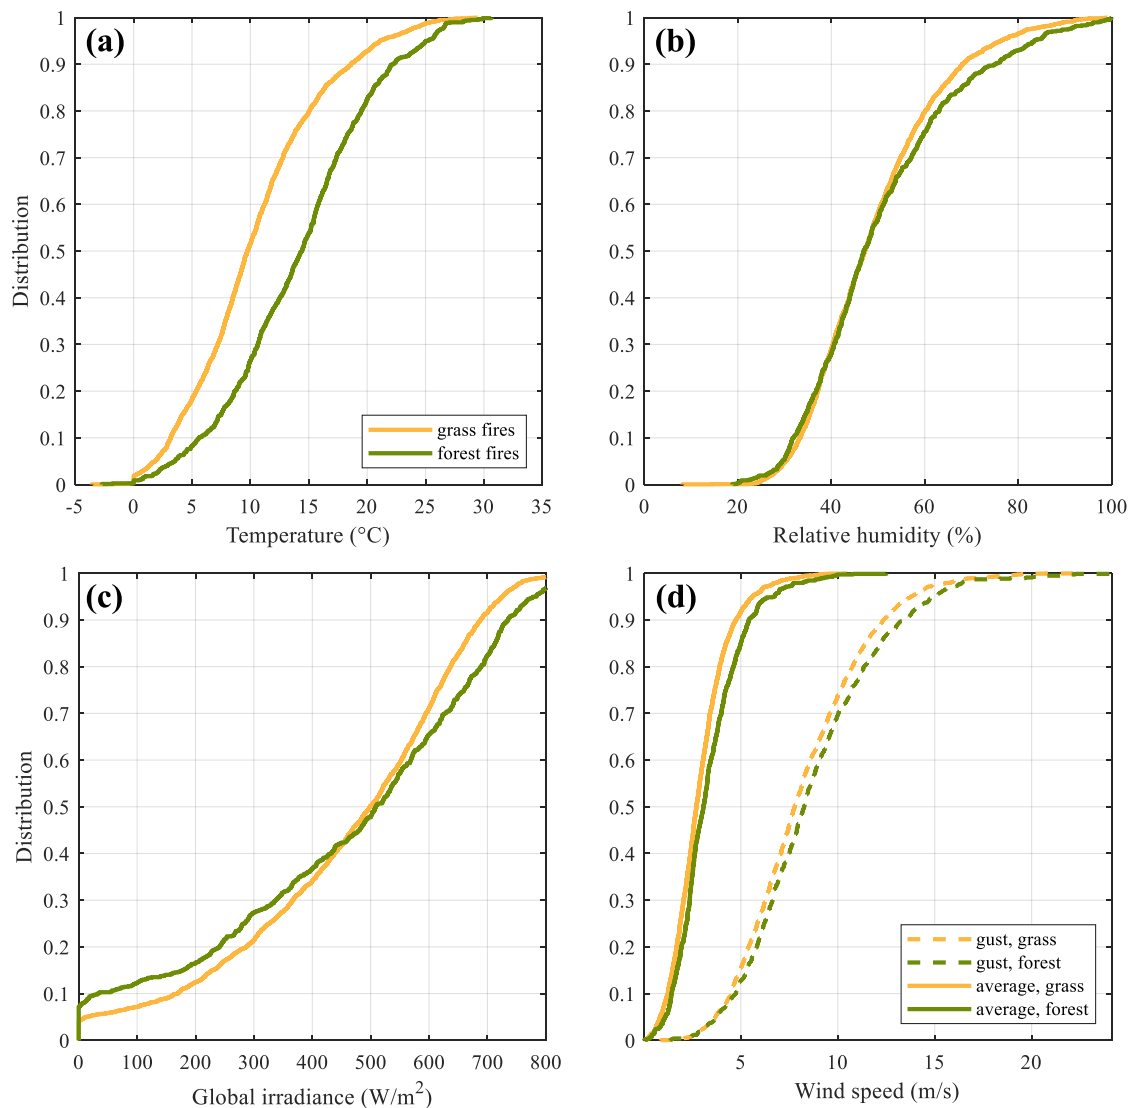 (a)
1
0.9
0.8
0.7
0.6
0.5
0.4
0.3
0.2
0.1
0
Distribution
grass fires
forest fires
-5 0 5 10 15 20 25 30 35
Temperature (°C)
(b)
1
0.9
0.8
0.7
0.6
0.5
0.4
0.3
0.2
0.1
0
0 20 40 60 80 100
Relative humidity (%)
(c)
1
0.9
0.8
0.7
0.6
0.5
0.4
0.3
0.2
0.1
0
Distribution
0 100 200 300 400 500 600 700 800
Global irradiance (W/m²)
(d)
1
0.9
0.8
0.7
0.6
0.5
0.4
0.3
0.2
0.1
0
gust, grass
gust, forest
average, grass
average, forest
5 10 15 20
Wind speed (m/s)